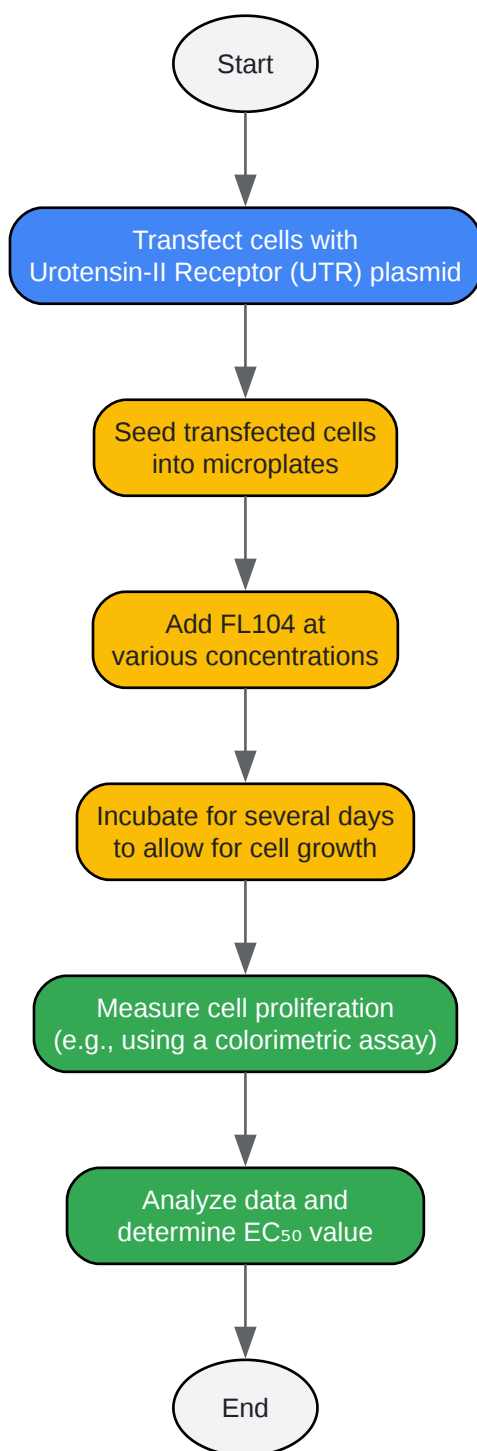 Start
Transfect cells with
Urotensin-II Receptor (UTR) plasmid
Seed transfected cells
into microplates
Add FL104 at
various concentrations
Incubate for several days
to allow for cell growth
Measure cell proliferation
(e.g., using a colorimetric assay)
Analyze data and
determine EC₅₀ value
End